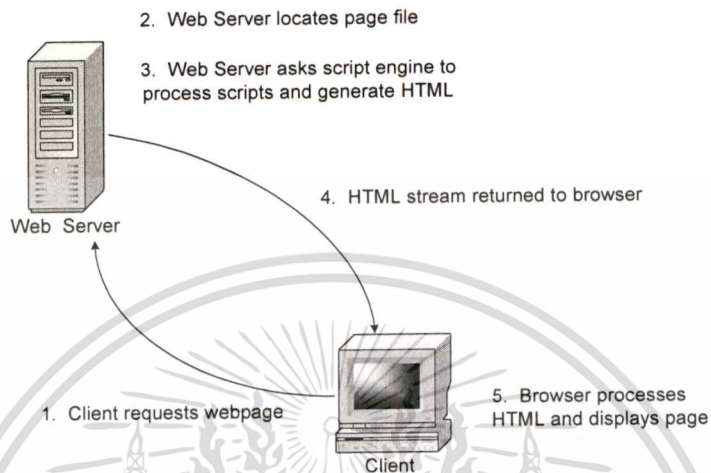 2. Web Server locates page file
3. Web Server asks script engine to
process scripts and generate HTML
4. HTML stream returned to browser
Web Server
1. Client requests webpage
5. Browser processes
HTML and displays page
Client